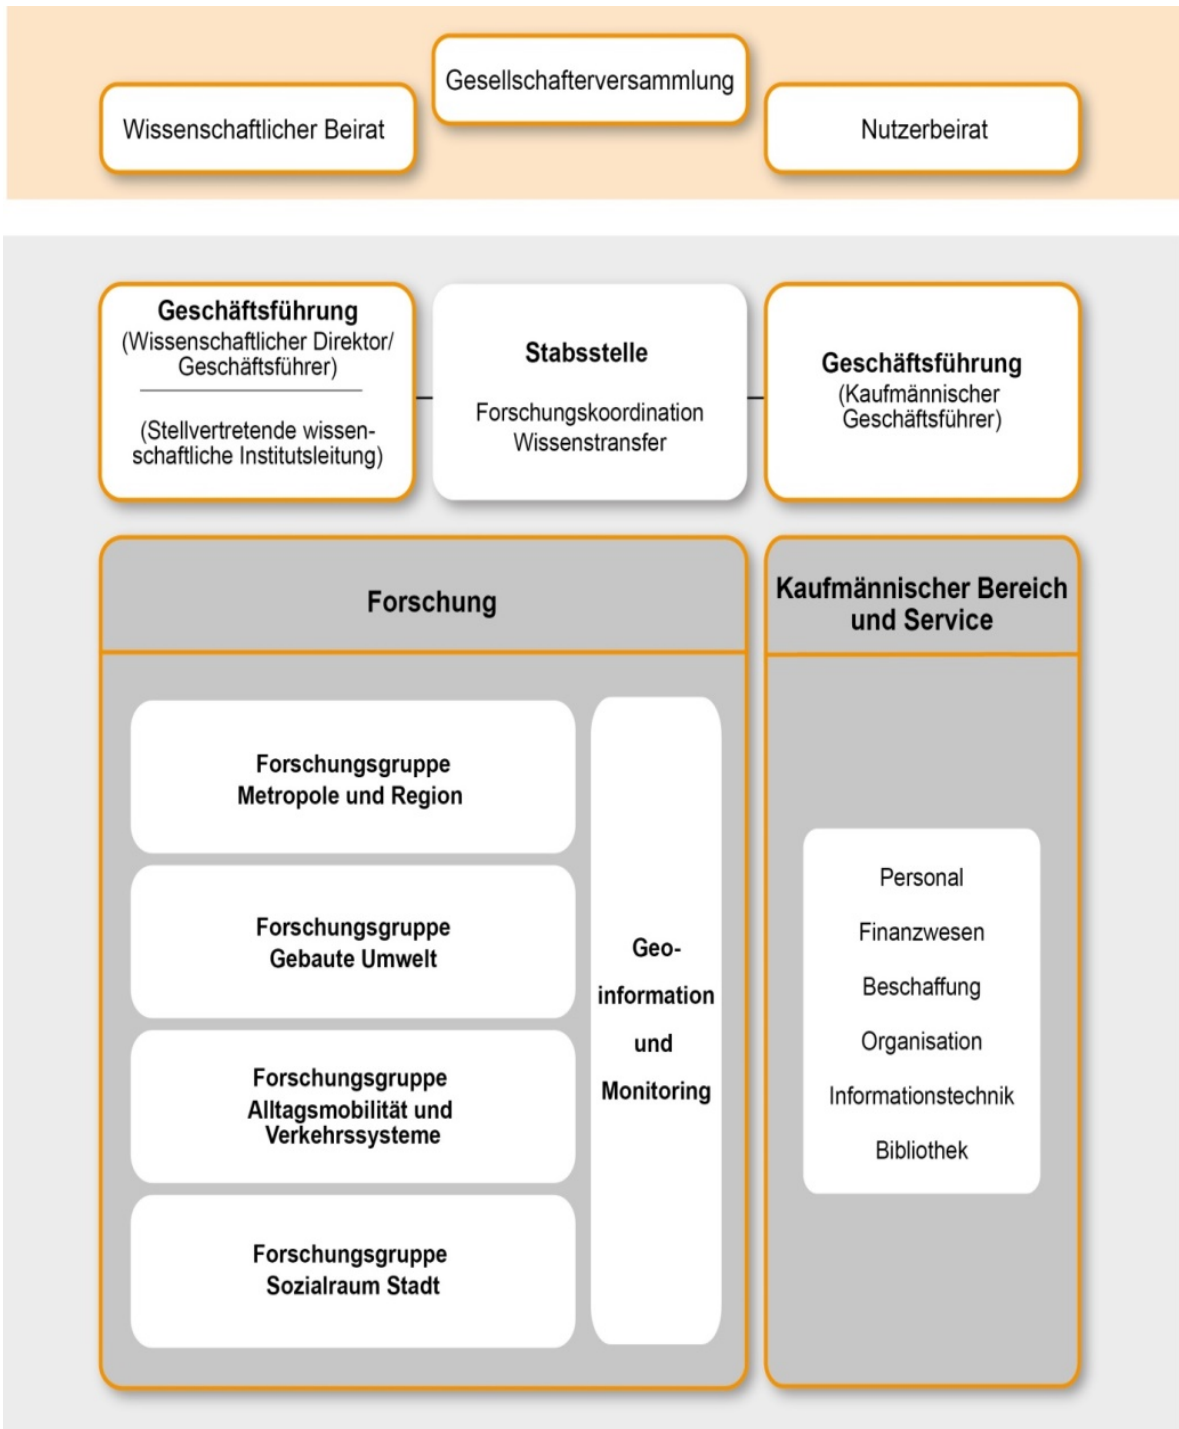 Gesellschafterversammlung
Wissenschaftlicher Beirat
Nutzerbeirat
Geschäftsführung
(Wissenschaftlicher Direktor/
Geschäftsführer)
(Stellvertretende wissen-
schaftliche Institutsleitung)
Stabsstelle
Forschungskoordination
Wissenstransfer
Geschäftsführung
(Kaufmännischer
Geschäftsführer)
Forschung
Forschungsgruppe
Metropole und Region
Forschungsgruppe
Gebaute Umwelt
Forschungsgruppe
Alltagsmobilität und
Verkehrssysteme
Forschungsgruppe
Sozialraum Stadt
Geo-
information
und
Monitoring
Kaufmännischer Bereich
und Service
Personal
Finanzwesen
Beschaffung
Organisation
Informationstechnik
Bibliothek